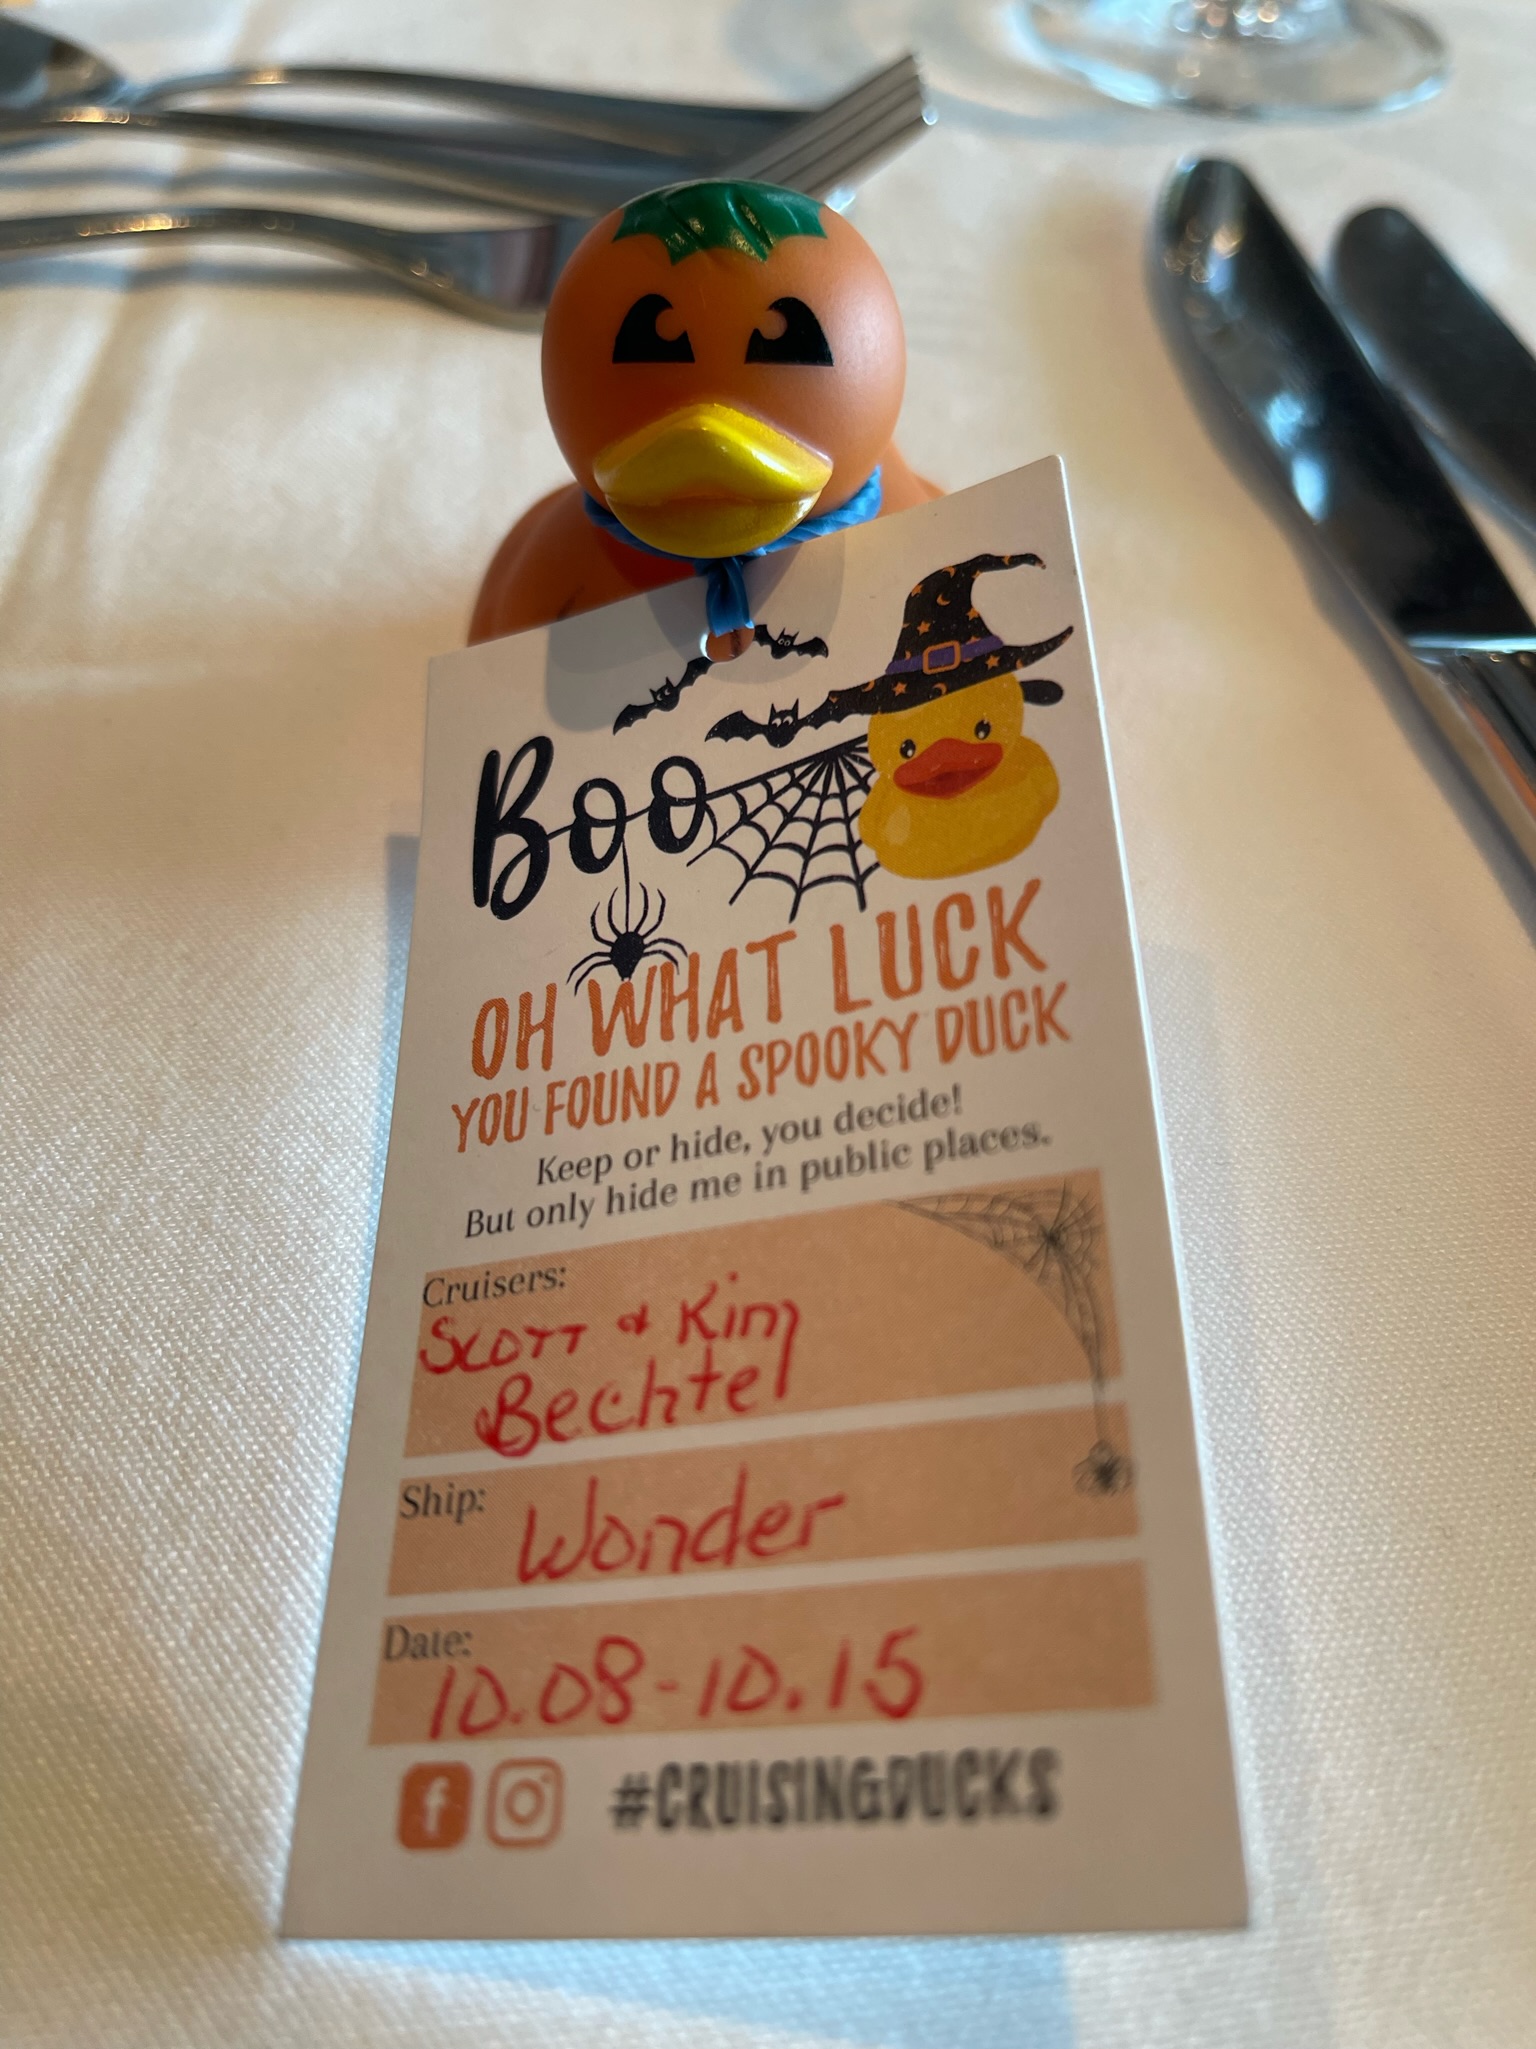 Boo
OH WHAT LUCK
YOU FOUND A SPOOKY DUCK
Keep or hide, you decide!
But only hide me in public places.
Cruisers:
Scott & Kim
Bechtel
Ship: Wonder
Date:
10.08-10.15
#CRUISINGDUCKS